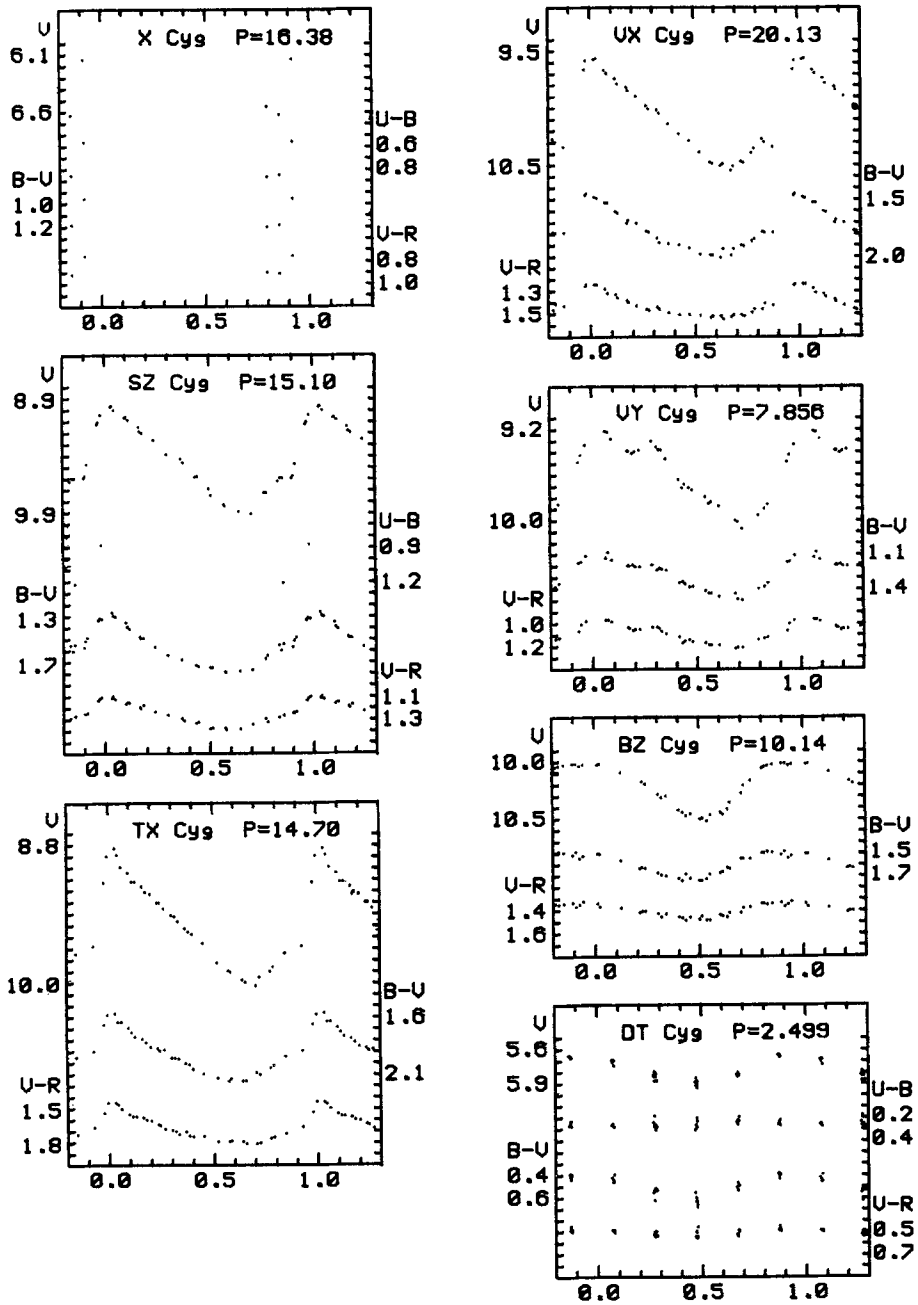 V
X Cyg P=16.38
6.1
6.6
U-B
0.6
0.8
B-V
1.0
1.2
V-R
0.8
1.0
0.0 0.5 1.0
V
SZ Cyg P=15.10
8.9
9.9
U-B
0.9
1.2
B-V
1.3
1.7
V-R
1.1
1.3
0.0 0.5 1.0
V
TX Cyg P=14.70
8.8
10.0
B-V
1.6
2.1
V-R
1.5
1.8
0.0 0.5 1.0
V
VX Cyg P=20.13
9.5
10.5
B-V
1.5
2.0
V-R
1.3
1.5
0.0 0.5 1.0
V
VY Cyg P=7.856
9.2
10.0
B-V
1.1
1.4
V-R
1.0
1.2
0.0 0.5 1.0
V
BZ Cyg P=10.14
10.0
10.5
B-V
1.5
1.7
V-R
1.4
1.6
0.0 0.5 1.0
V
DT Cyg P=2.499
5.6
5.9
U-B
0.2
0.4
B-V
0.4
0.6
V-R
0.5
0.7
0.0 0.5 1.0